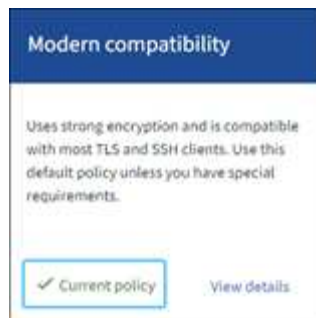 Modern compatibility
Uses strong encryption and is compatible
with most TLS and SSH clients. Use this
default policy unless you have special
requirements.
✓ Current policy
View details